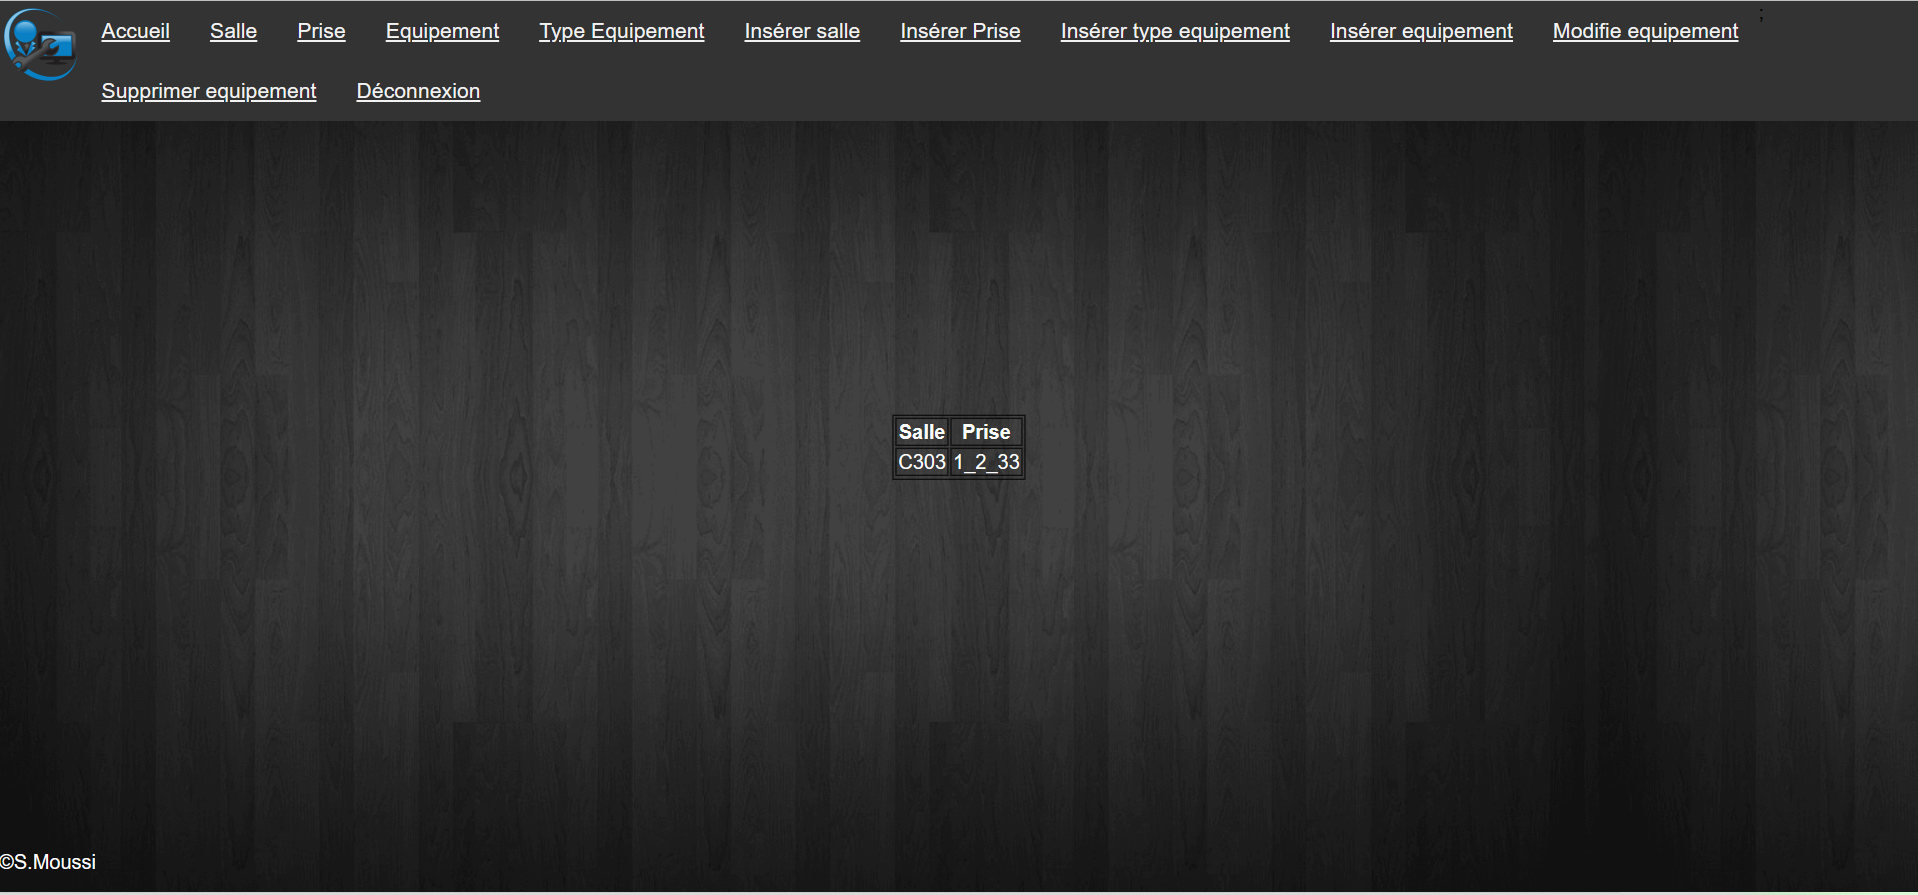 Accueil Salle Prise Equipement Type Equipement Insérer salle Insérer Prise Insérer type equipement Insérer equipement Modifie equipement ;
Supprimer equipement Déconnexion
Salle Prise
C303 1_2_33
©S.Moussi